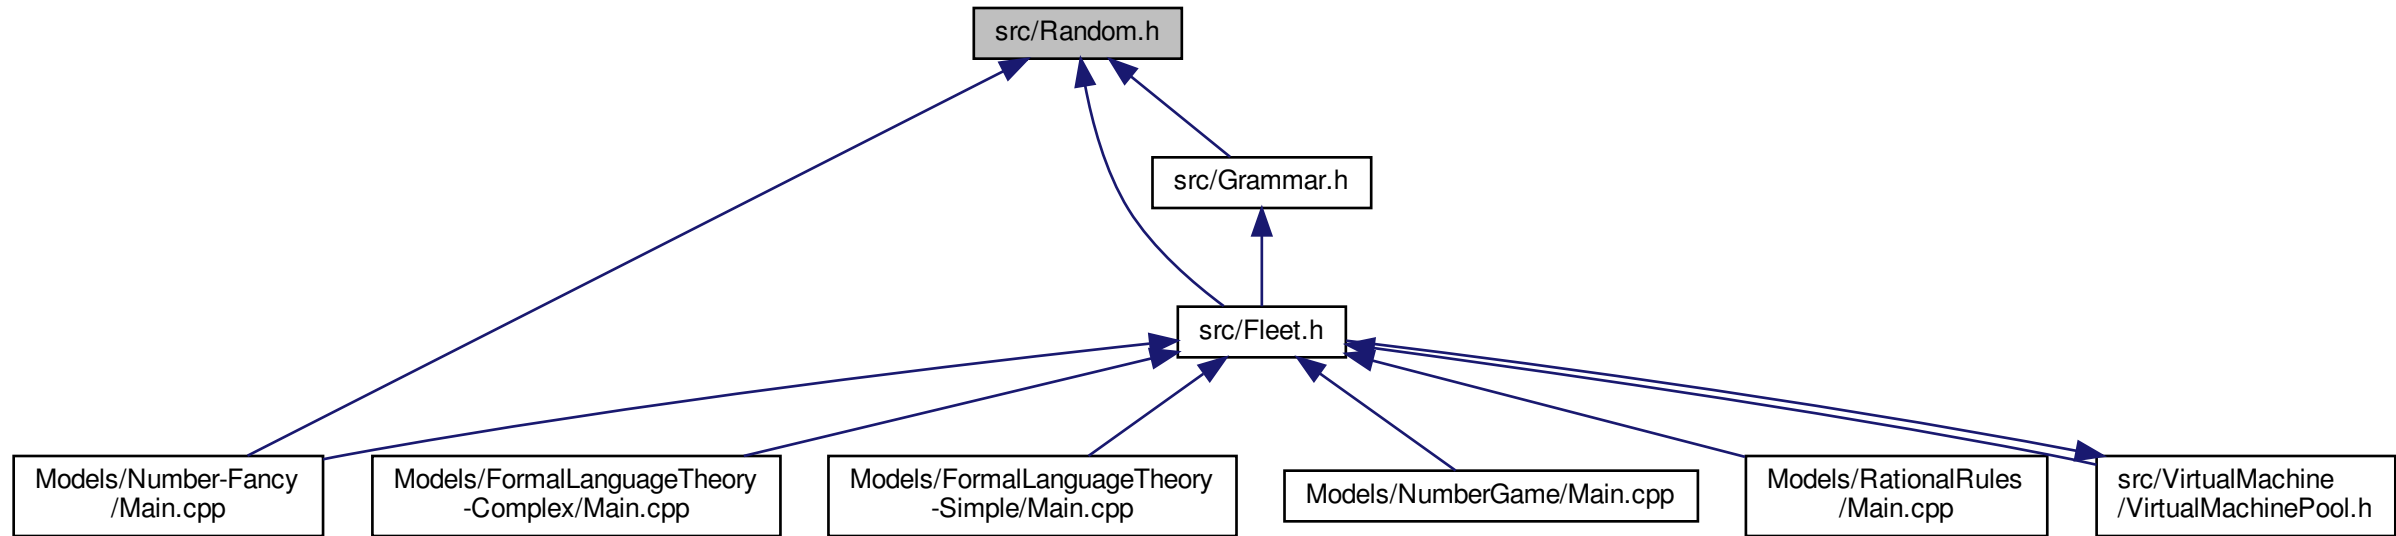 src/Random.h
src/Grammar.h
src/Fleet.h
Models/Number-Fancy
/Main.cpp
Models/FormalLanguageTheory
-Complex/Main.cpp
Models/FormalLanguageTheory
-Simple/Main.cpp
Models/NumberGame/Main.cpp
Models/RationalRules
/Main.cpp
src/VirtualMachine
/VirtualMachinePool.h